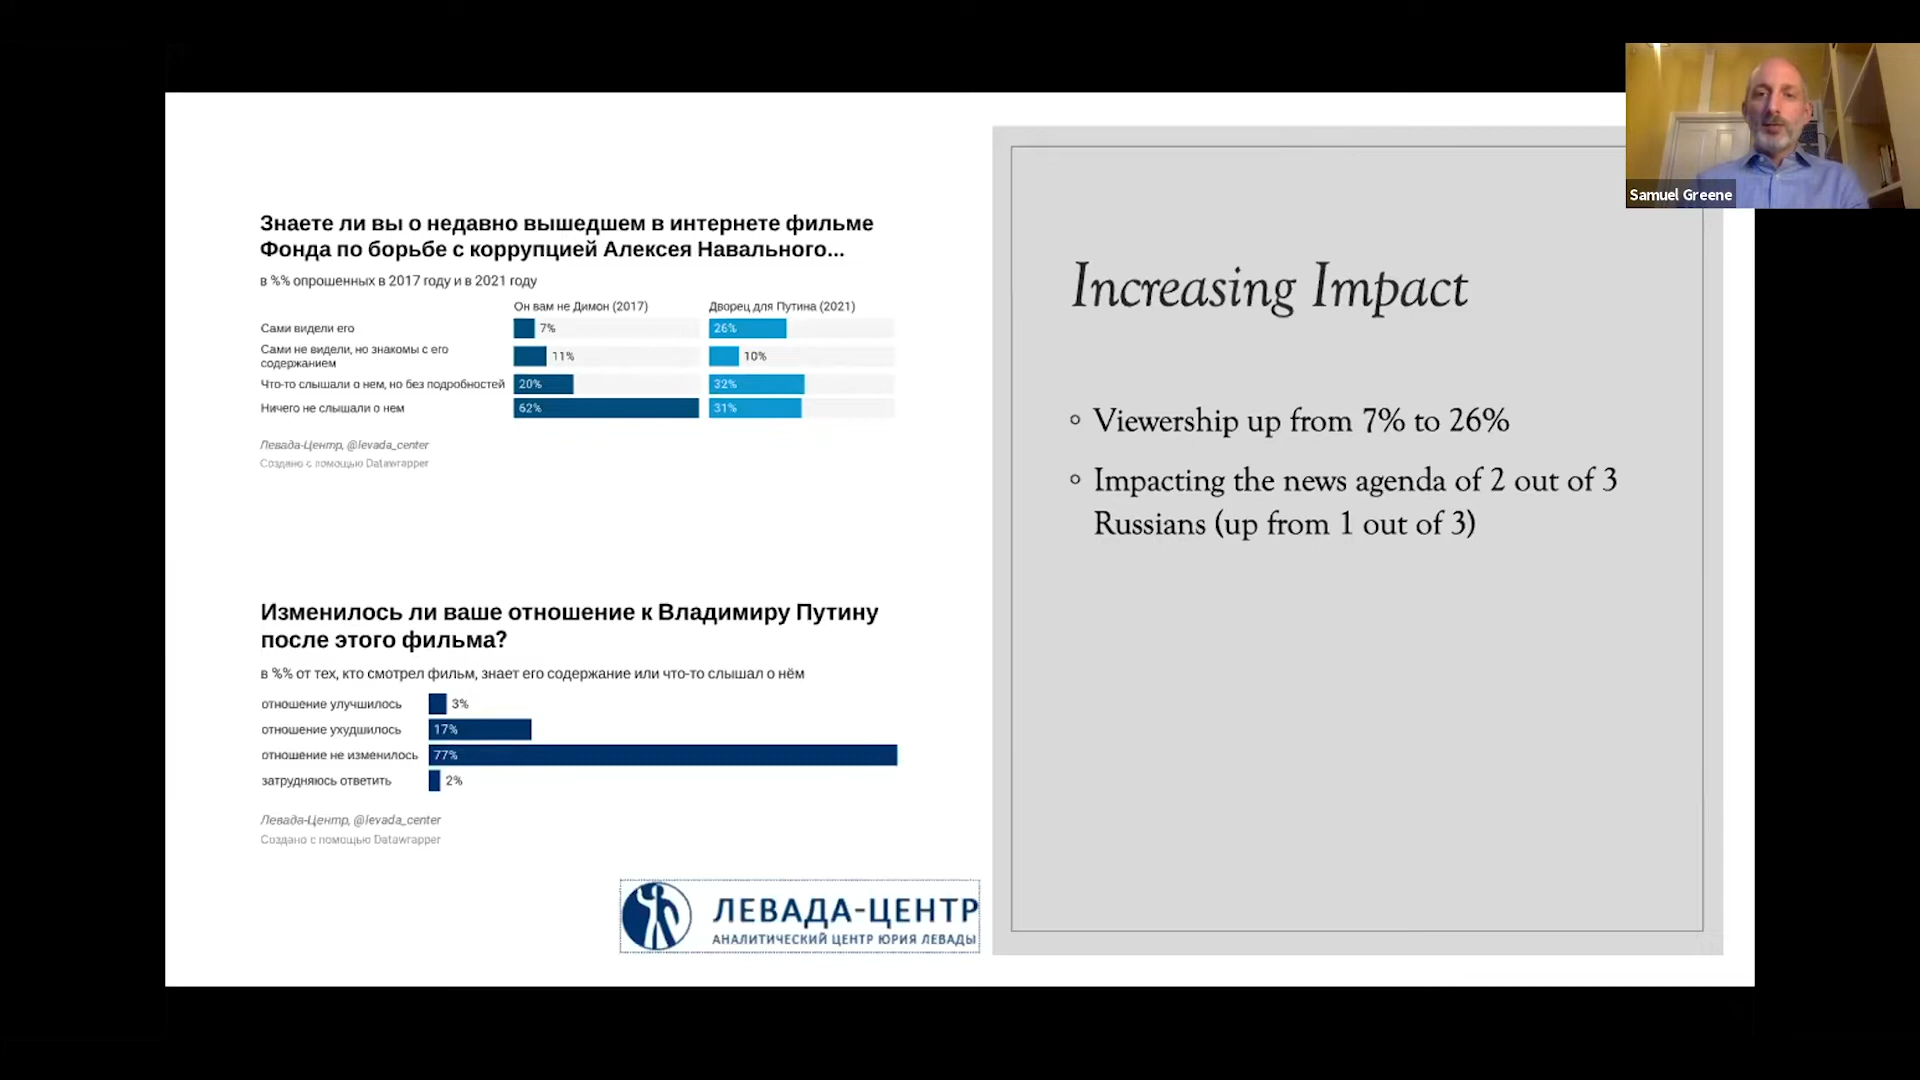 Samuel Greene
Знаете ли вы о недавно вышедшем в интернете фильме
Фонда по борьбе с коррупцией Алексея Навального...
в %% опрошенных в 2017 году и в 2021 году
Он вам не Димон (2017) Дворец для Путина (2021)
Сами видели его 7% 26%
Сами не видели, но знакомы с его
содержанием 11% 10%
Что-то слышали о нем, но без подробностей 20% 32%
Ничего не слышали о нем 62% 31%
Левада-Центр, @levada_center
Создано с помощью Datawrapper
Изменилось ли ваше отношение к Владимиру Путину
после этого фильма?
в %% от тех, кто смотрел фильм, знает его содержание или что-то слышал о нём
отношение улучшилось 3%
отношение ухудшилось 17%
отношение не изменилось 77%
затрудняюсь ответить 2%
Левада-Центр, @levada_center
Создано с помощью Datawrapper
ЛЕВАДА-ЦЕНТР
АНАЛИТИЧЕСКИЙ ЦЕНТР ЮРИЯ ЛЕВАДЫ
Increasing Impact
◦ Viewership up from 7% to 26%
◦ Impacting the news agenda of 2 out of 3
Russians (up from 1 out of 3)